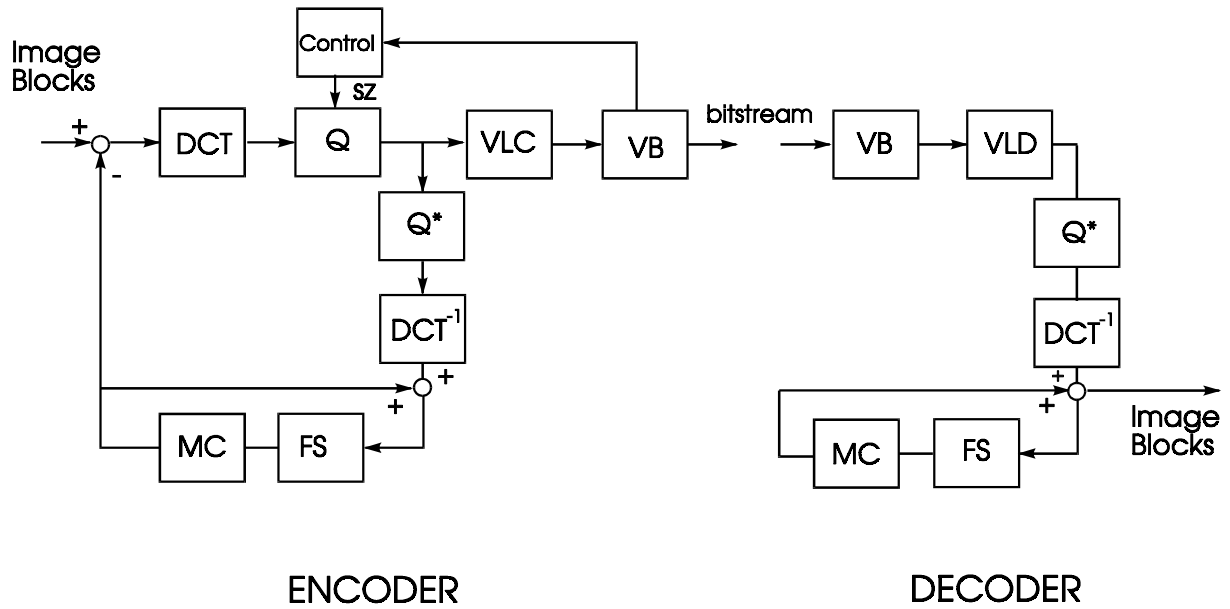 Image
Blocks
Control
sz
+
-
DCT
Q
VLC
VB
bitstream
Q*
DCT-1
+
+
MC
FS
ENCODER
VB
VLD
Q*
DCT-1
+
+
Image
Blocks
MC
FS
DECODER